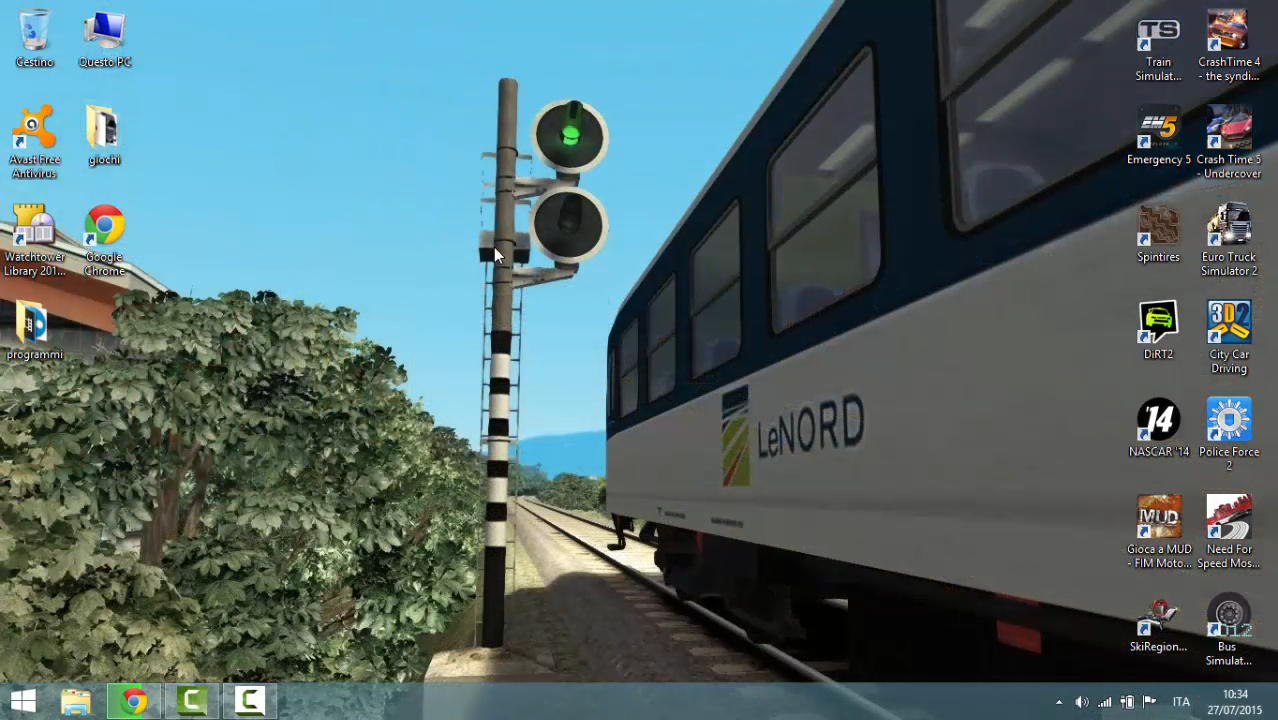 Cestino
Questo PC
Avast Free
Antivirus
giochi
Watchtower
Library 201...
Google
Chrome
programmi
LeNORD
TS
Train
Simulat...
CrashTime 4
- the syndi...
EM5
Emergency 5
Crash Time 5
- Undercover
Spintires
Euro Truck
Simulator 2
DiRT2
3D2
City Car
Driving
'14
NASCAR '14
Police Force
2
MUD
Gioca a MUD
- FIM Moto...
Need For
Speed Mos...
SkiRegion...
Bus
Simulat...
ITA
10:34
27/07/2015